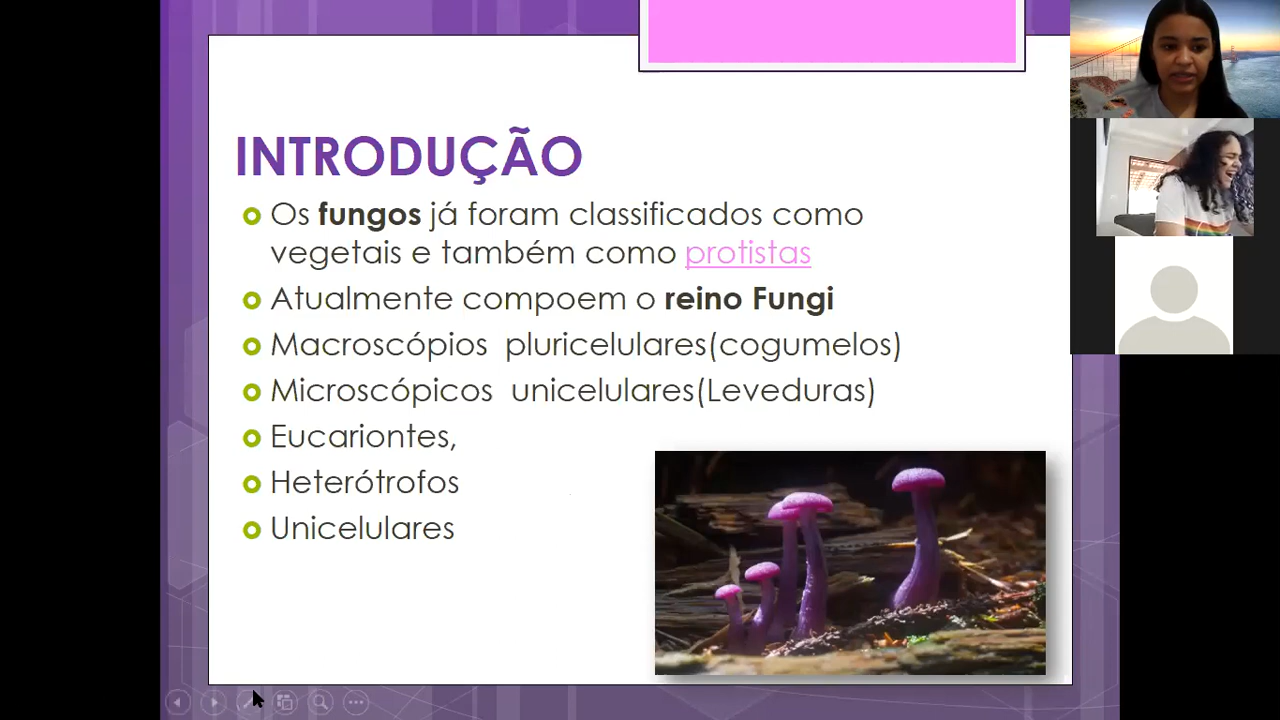 INTRODUÇÃO
Os fungos já foram classificados como
vegetais e também como protistas
Atualmente compoem o reino Fungi
Macroscópios pluricelulares(cogumelos)
Microscópicos unicelulares(Leveduras)
Eucariontes,
Heterótrofos
Unicelulares